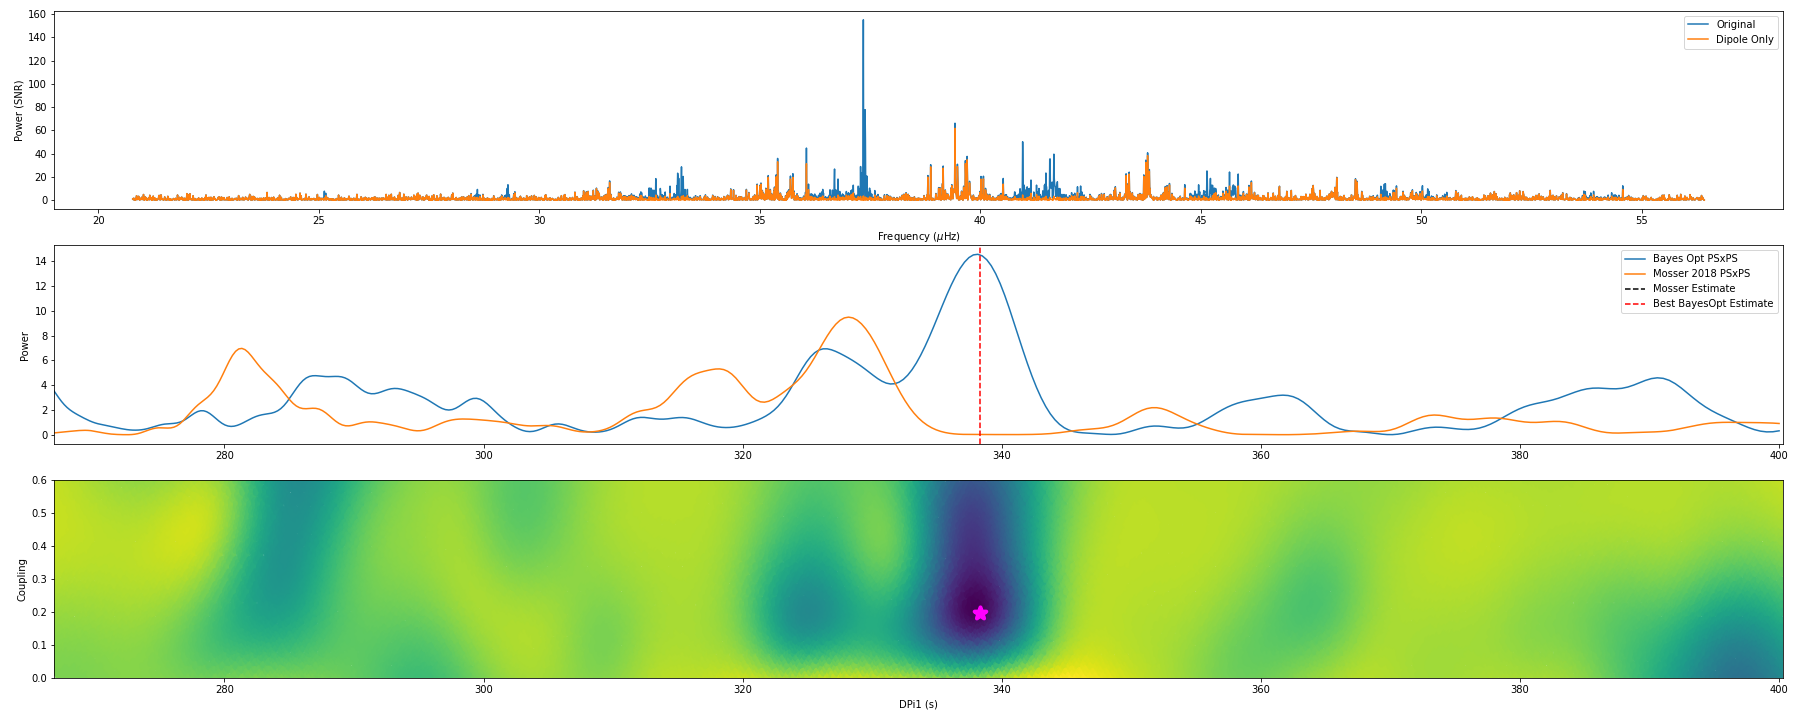 160
140
120
100
80
60
40
20
0
Power (SNR)
Original
Dipole Only
20 25 30 35 40 45 50 55
Frequency (μHz)
14
12
10
8
6
4
2
0
Power
Bayes Opt PSxPS
Mosser 2018 PSxPS
Mosser Estimate
Best BayesOpt Estimate
280 300 320 340 360 380 400
0.6
0.5
0.4
0.3
0.2
0.1
0.0
Coupling
280 300 320 340 360 380 400
DPi1 (s)